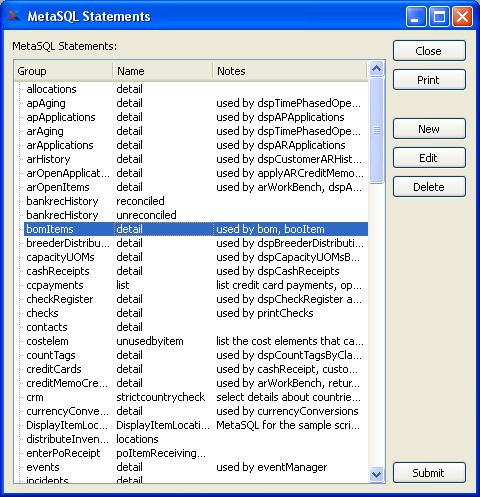 MetaSQL Statements
MetaSQL Statements:
Close
Print
New
Edit
Delete
Submit
Group Name Notes
allocations detail
apAging detail used by dspTimePhasedOpe...
apApplications detail used by dspAPApplications
arAging detail used by dspTimePhasedOpe...
arApplications detail used by dspARApplications
arHistory detail used by dspCustomerARHist...
arOpenApplicat... detail used by applyARCreditMemo...
arOpenItems detail used by arWorkBench, dspA...
bankrecHistory reconciled
bankrecHistory unreconciled
bomItems detail used by bom, booItem
breederDistribu... detail used by dspBreederDistributi...
capacityUOMs detail used by dspCapacityUOMsB...
cashReceipts detail used by dspCashReceipts
ccpayments list list credit card payments, op...
checkRegister detail used by dspCheckRegister a...
checks detail used by printChecks
contacts detail
costelem unusedbyitem list the cost elements that ca...
countTags detail used by dspCountTagsByCla...
creditCards detail used by cashReceipt, custo...
creditMemoCre... detail used by arWorkBench, retur...
crm strictcountrycheck select details about countrie...
currencyConve... detail used by currencyConversions
DisplayItemLoca... DisplayItemLocati... MetaSQL for the sample scri...
distributeInven... locations
enterPoReceipt poItemReceiving...
events detail used by eventManager
incidents detail